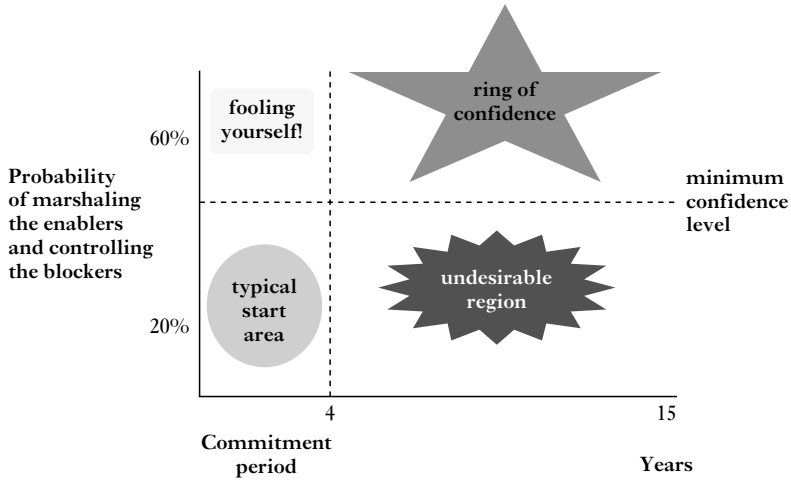 fooling
yourself!
ring of
confidence
60%
Probability
of marshaling
the enablers
and controlling
the blockers
minimum
confidence
level
typical
start
area
undesirable
region
20%
4
15
Commitment
period
Years